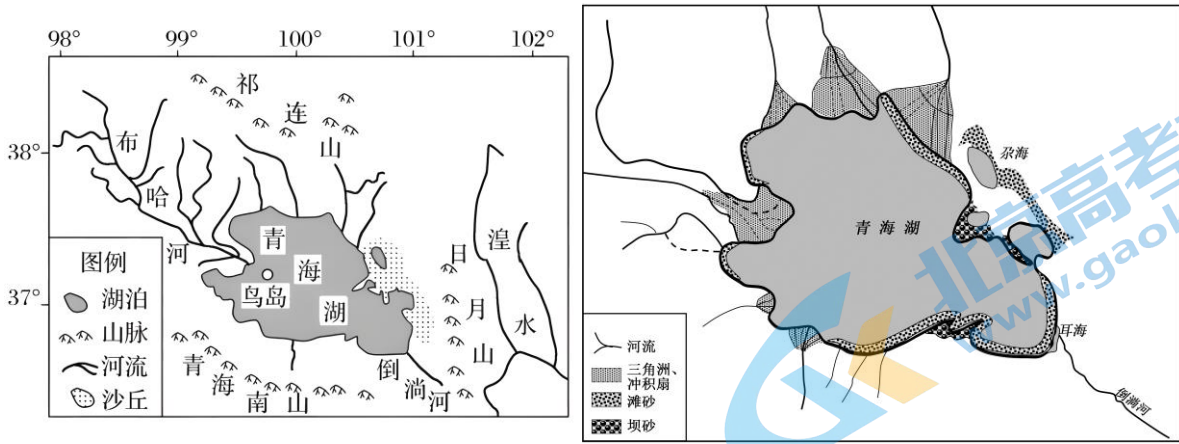 98° 99° 100° 101° 102°
38°
37°
祁连山
布哈河
青海湖
鸟岛
日月山
湟水
青海南山
倒淌河
图例
湖泊
山脉
河流
沙丘
尕海
青海湖
耳海
倒淌河
河流
三角洲、
冲积扇
滩砂
坝砂
北京高考
www.gaok